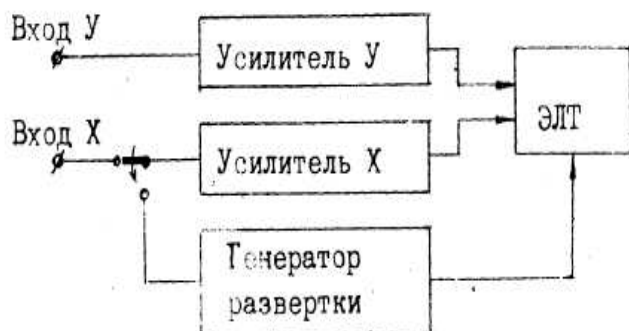 Вход У
Усилитель У
ЭЛТ
Вход X
Усилитель X
Генератор
развертки